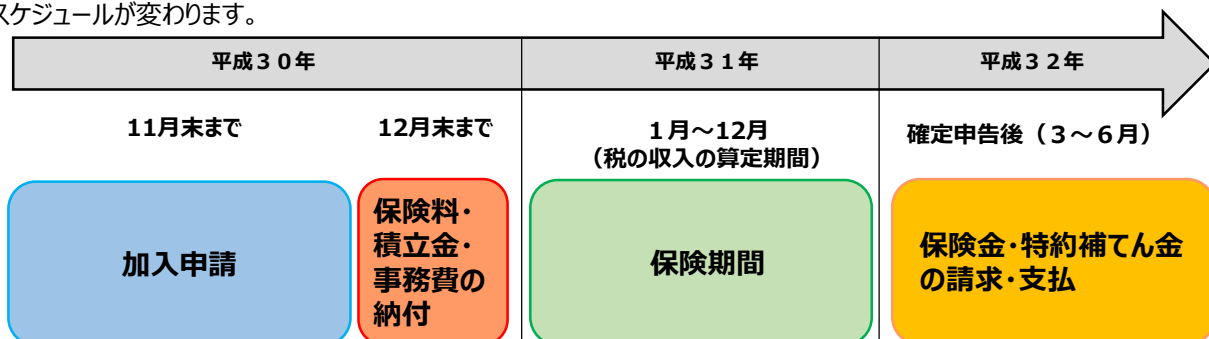 スケジュールが変わります。
平成３０年
平成３１年
平成３２年
11月末まで
12月末まで
１月～12月
（税の収入の算定期間）
確定申告後（３～６月）
加入申請
保険料・
積立金・
事務費の
納付
保険期間
保険金・特約補てん金
の請求・支払